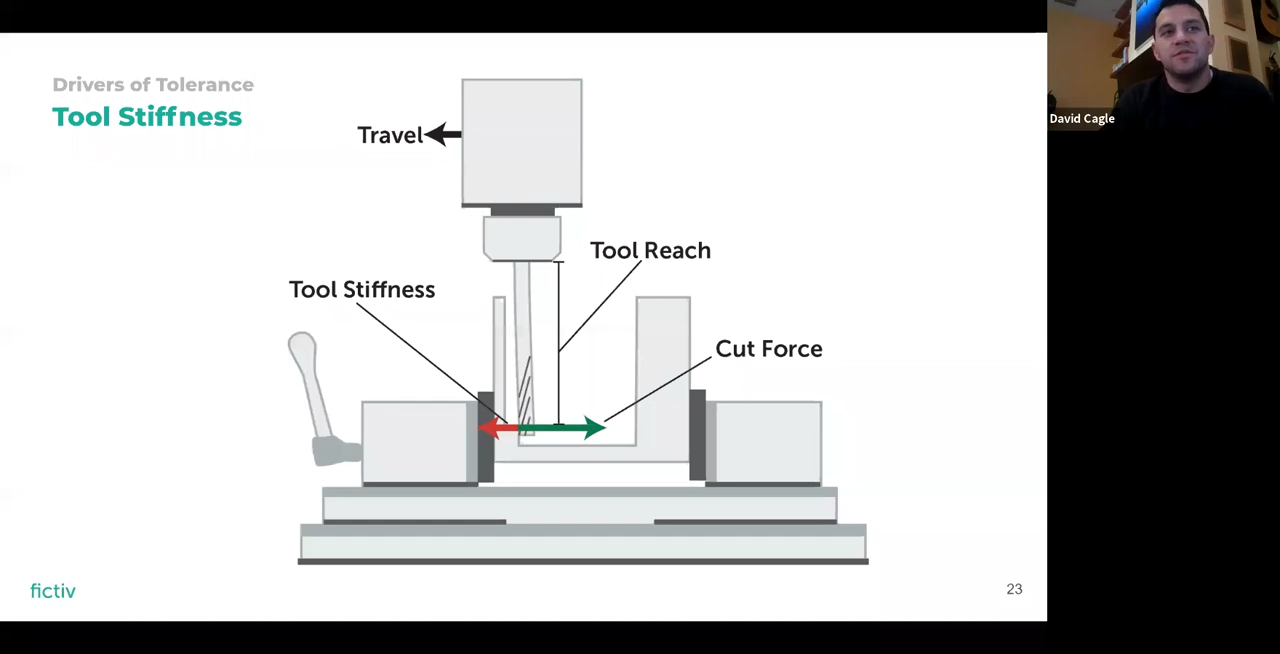 Drivers of Tolerance
Tool Stiffness
Travel
Tool Reach
Tool Stiffness
Cut Force
fictiv
23
David Cagle